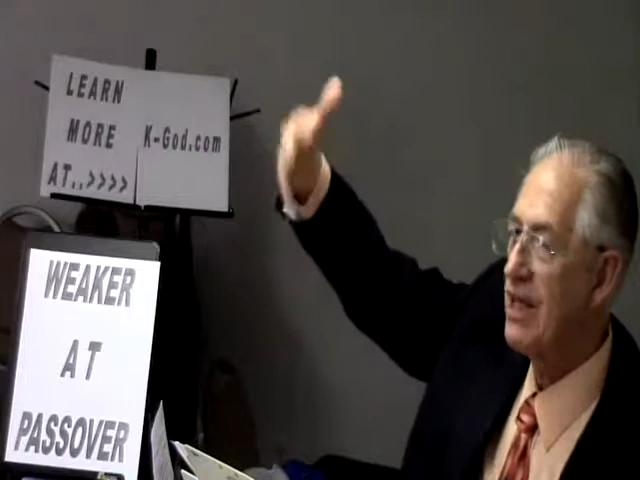 LEARN
MORE
AT..>>>>
K-God.com
WEAKER
AT
PASSOVER